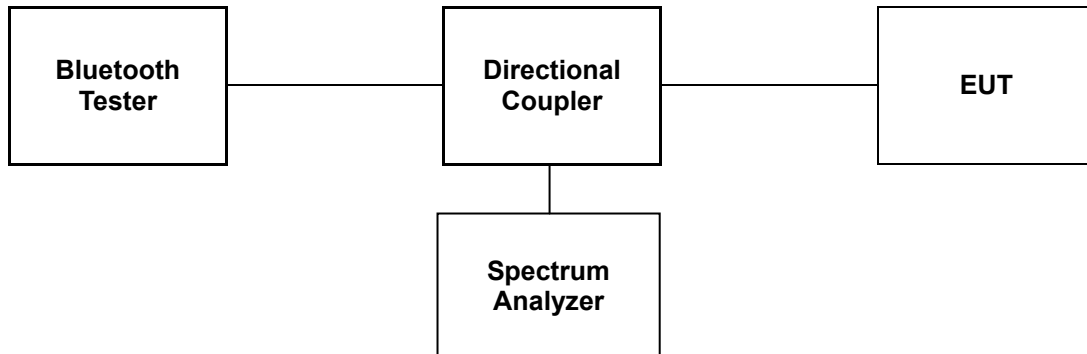 Bluetooth
Tester
Directional
Coupler
EUT
Spectrum
Analyzer